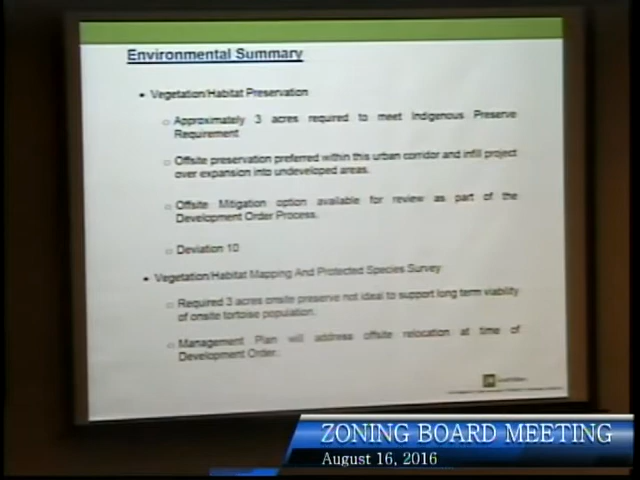 Environmental Summary
• Vegetation/Habitat Preservation
Approximately 3 acres required to meet Indigenous Preserve
Requirement
Offsite preservation preferred within this urban corridor and infill project
over expansion into undeveloped areas.
Offsite Mitigation option available for review as part of the
Development Order Process.
Deviation 10
• Vegetation/Habitat Mapping And Protected Species Survey
Required 3 acres onsite preserve not ideal to support long term viability
of onsite tortoise population.
Management Plan will address offsite relocation at time of
Development Order.
ZONING BOARD MEETING
August 16, 2016